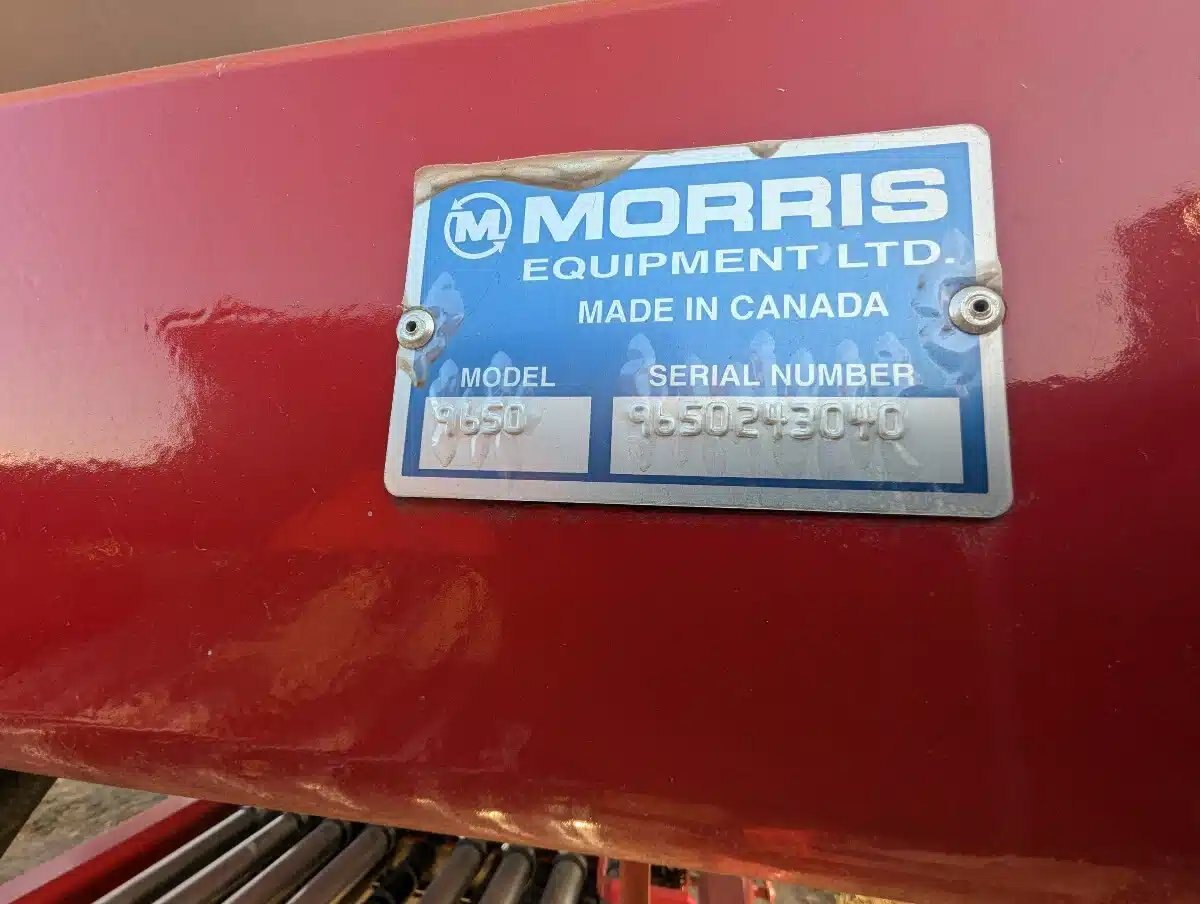 M MORRIS
EQUIPMENT LTD.
MADE IN CANADA
MODEL SERIAL NUMBER
9650 9650243040